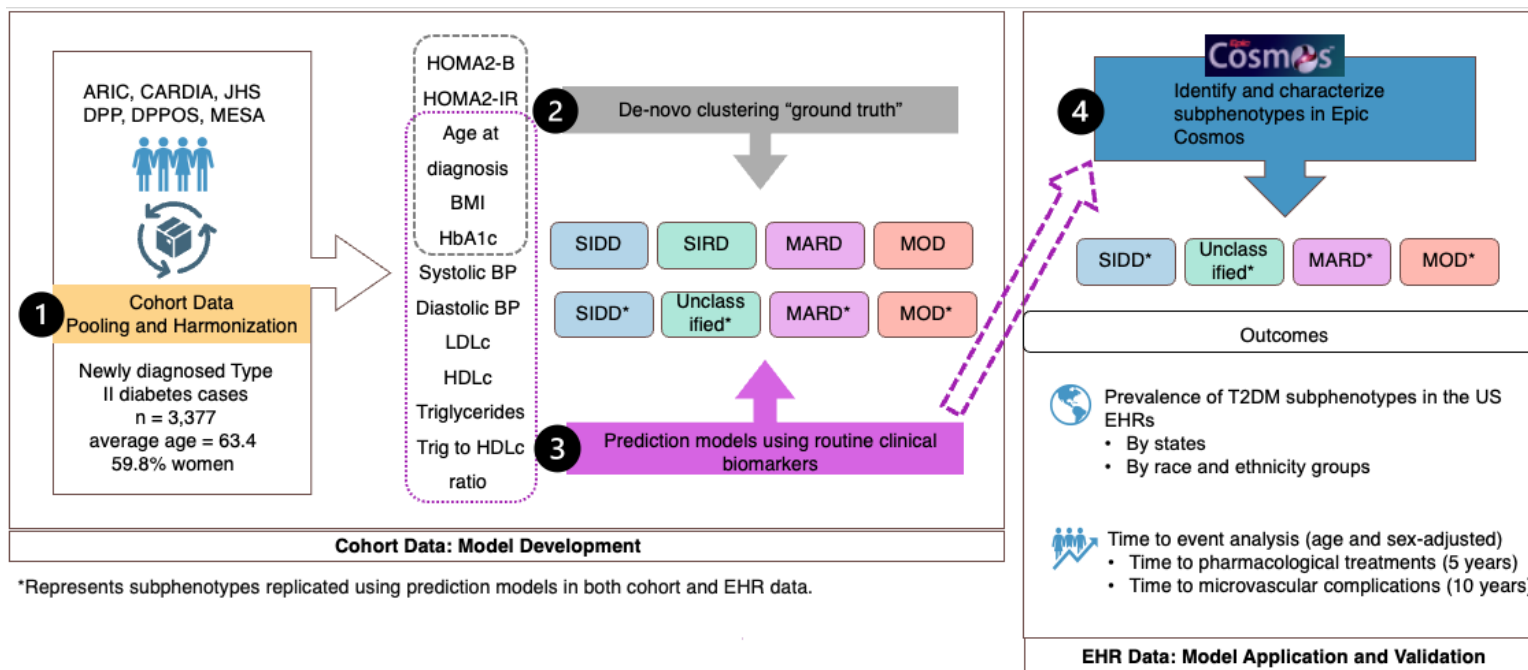 ARIC, CARDIA, JHS
DPP, DPPOS, MESA
1
Cohort Data
Pooling and Harmonization
Newly diagnosed Type
II diabetes cases
n = 3,377
average age = 63.4
59.8% women
HOMA2-B
HOMA2-IR
Age at
diagnosis
BMI
HbA1c
Systolic BP
Diastolic BP
LDLc
HDLc
Triglycerides
Trig to HDLc
ratio
2
De-novo clustering “ground truth”
SIDD
SIRD
MARD
MOD
SIDD*
Unclass
ified*
MARD*
MOD*
3
Prediction models using routine clinical
biomarkers
Cohort Data: Model Development
*Represents subphenotypes replicated using prediction models in both cohort and EHR data.
Epic
Cosmos
4
Identify and characterize
subphenotypes in Epic
Cosmos
SIDD*
Unclass
ified*
MARD*
MOD*
Outcomes
Prevalence of T2DM subphenotypes in the US
EHRs
• By states
• By race and ethnicity groups
Time to event analysis (age and sex-adjusted)
• Time to pharmacological treatments (5 years)
• Time to microvascular complications (10 years)
EHR Data: Model Application and Validation